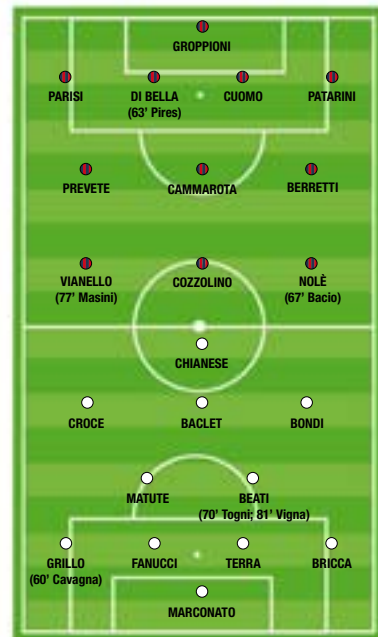 GROPPIONI
PARISI DI BELLA CUOMO PATARINI
(63’ Pires)
PREVETE CAMMAROTA BERRETTI
VIANELLO COZZOLINO NOLÈ
(77’ Masini) (67’ Bacio)
CHIANESE
CROCE BACLET BONDI
MATUTE BEATI
(70’ Togni; 81’ Vigna)
GRILLO FANUCCI TERRA BRICCA
(60’ Cavagna)
MARCONATO